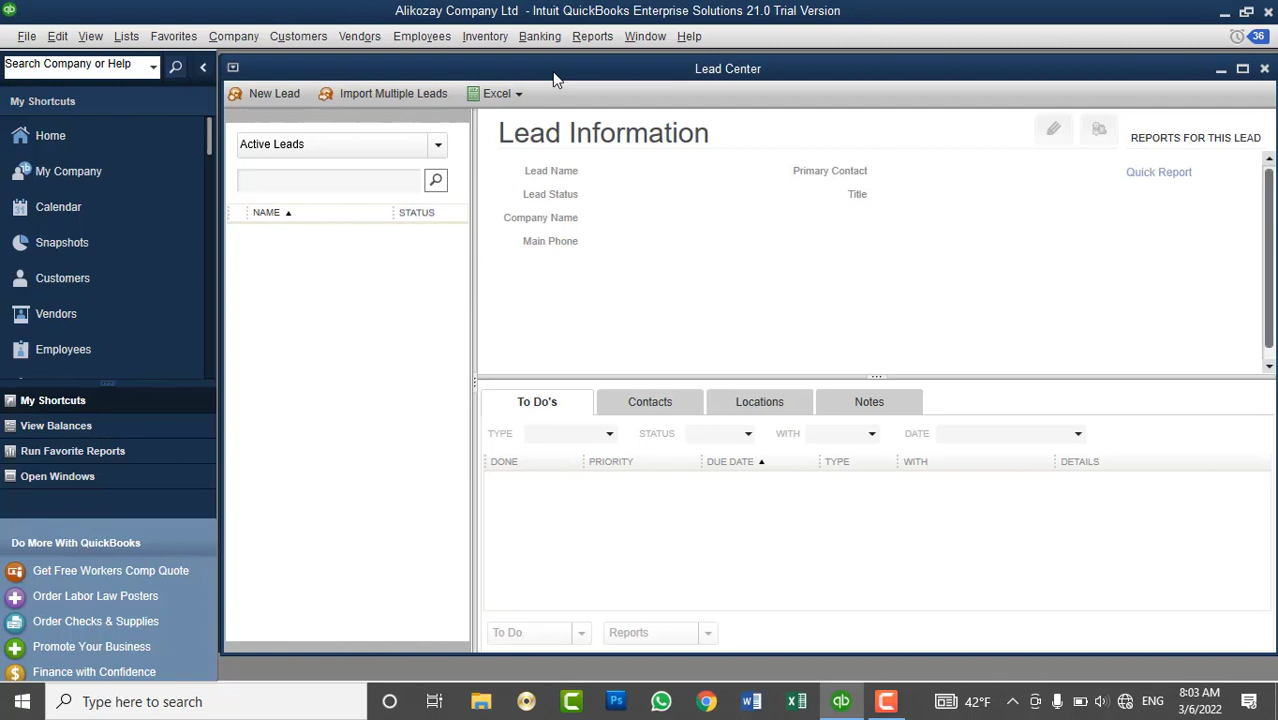 Alikozay Company Ltd - Intuit QuickBooks Enterprise Solutions 21.0 Trial Version
File Edit View Lists Favorites Company Customers Vendors Employees Inventory Banking Reports Window Help 36
Search Company or Help
Lead Center
My Shortcuts
New Lead Import Multiple Leads Excel
Home
My Company
Calendar
Snapshots
Customers
Vendors
Employees
My Shortcuts
View Balances
Run Favorite Reports
Open Windows
Do More With QuickBooks
Get Free Workers Comp Quote
Order Labor Law Posters
Order Checks & Supplies
Promote Your Business
Finance with Confidence
Active Leads
NAME STATUS
Lead Information
REPORTS FOR THIS LEAD
Lead Name Primary Contact Quick Report
Lead Status Title
Company Name
Main Phone
To Do's Contacts Locations Notes
TYPE STATUS WITH DATE
DONE PRIORITY DUE DATE TYPE WITH DETAILS
To Do Reports
Type here to search
42°F ENG 8:03 AM
3/6/2022